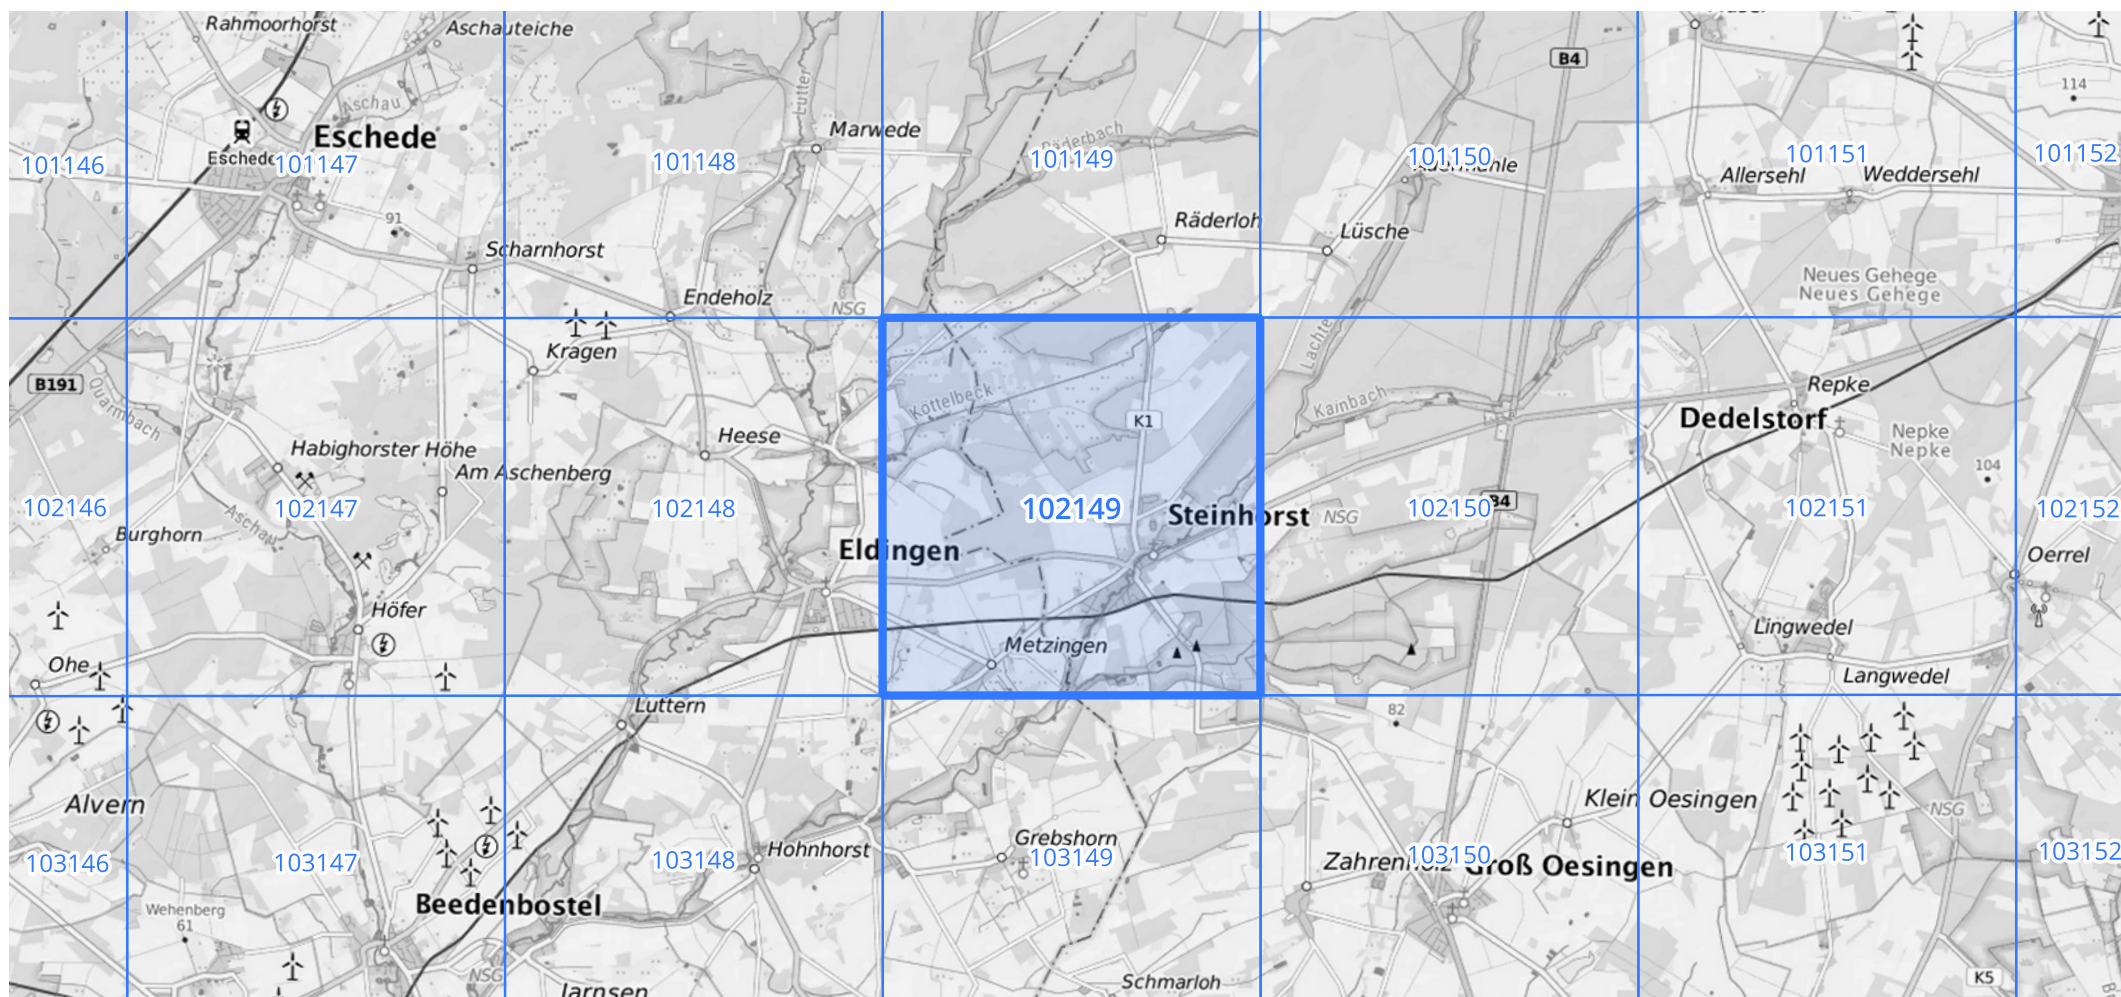 Rahmoorhorst
Aschauteiche
B4
114
Aschau
Lutter
Marwede
Räderbach
Eschede
Eschede
101146
101147
101148
101149
101150
101151
101152
Allersehl
Weddersehl
91
Räderloh
Lüsche
Scharnhorst
Neues Gehege
Neues Gehege
Endeholz
NSG
Kragen
Lachte
B191
Quarmbach
Köttelbeck
Kainbach
Repke
K1
Dedelstorf
Heese
Nepke
Nepke
Habighorster Höhe
Am Aschenberg
104
102146
102147
102148
102149
102150
B4
102151
102152
Steinhorst
NSG
Aschau
Burghorn
Eldingen
Oerrel
Höfer
Lingwedel
Metzingen
Ohe
Langwedel
Luttern
82
Alvern
Klein Oesingen
NSG
Grebshorn
Hohnhorst
103146
103147
103148
103149
103150
103151
103152
Groß Oesingen
Beedenbostel
Wehenberg
61
NSG
Schmarloh
K5
Jarnsen